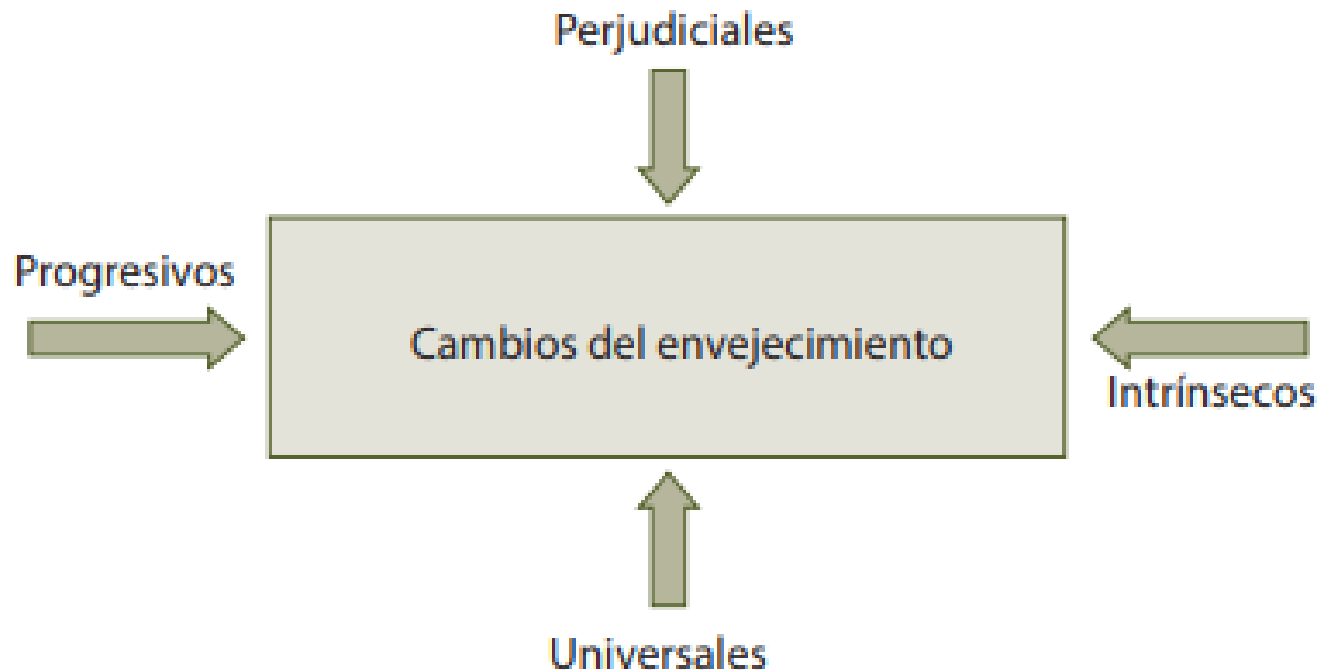 Perjudiciales
Progresivos
Cambios del envejecimiento
Intrínsecos
Universales